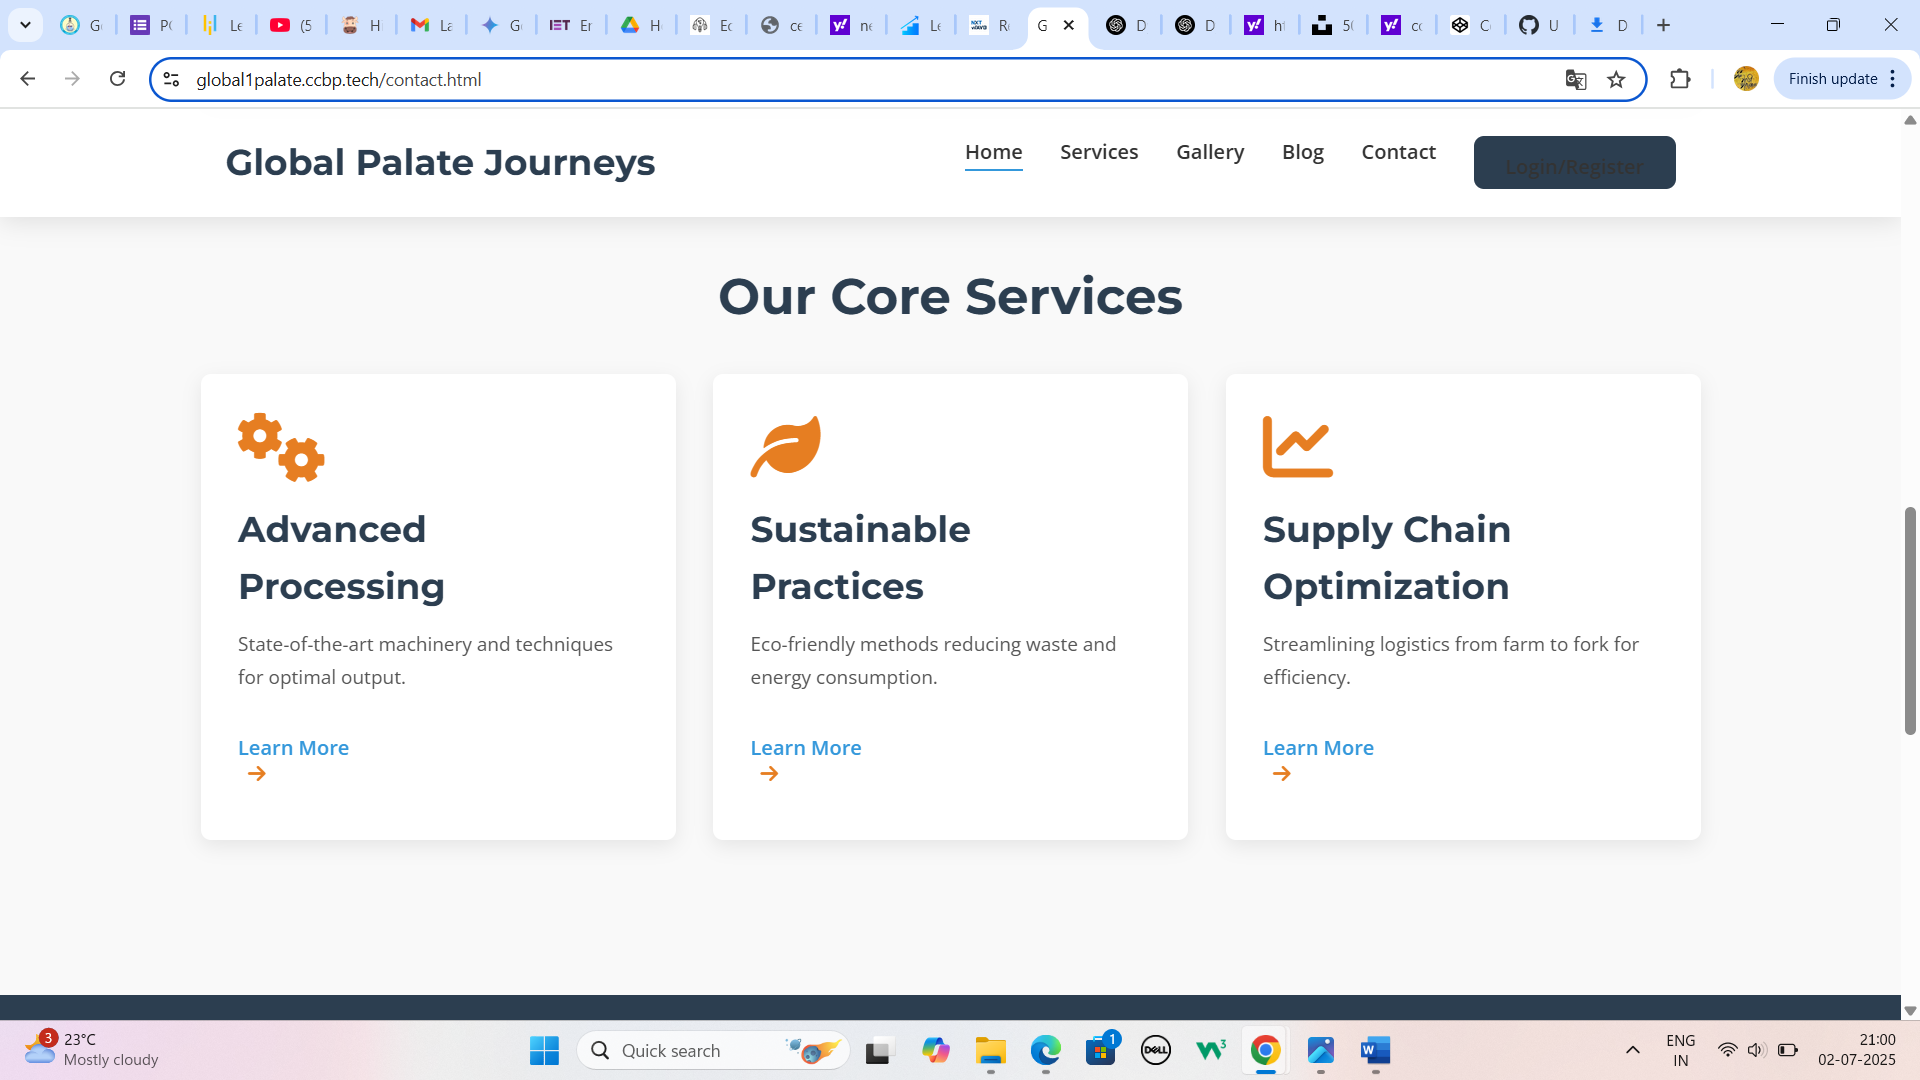 G
PC
Le
(5
H
La
G
Er
H
Ec
ce
ne
Le
R
G
D
D
ht
50
cc
C
U
D
global1palate.ccbp.tech/contact.html
Finish update
Global Palate Journeys
Home
Services
Gallery
Blog
Contact
Login/Register
Our Core Services
Advanced
Processing
State-of-the-art machinery and techniques
for optimal output.
Learn More
Sustainable
Practices
Eco-friendly methods reducing waste and
energy consumption.
Learn More
Supply Chain
Optimization
Streamlining logistics from farm to fork for
efficiency.
Learn More
3
23°C
Mostly cloudy
Quick search
1
DELL
ENG
IN
21:00
02-07-2025